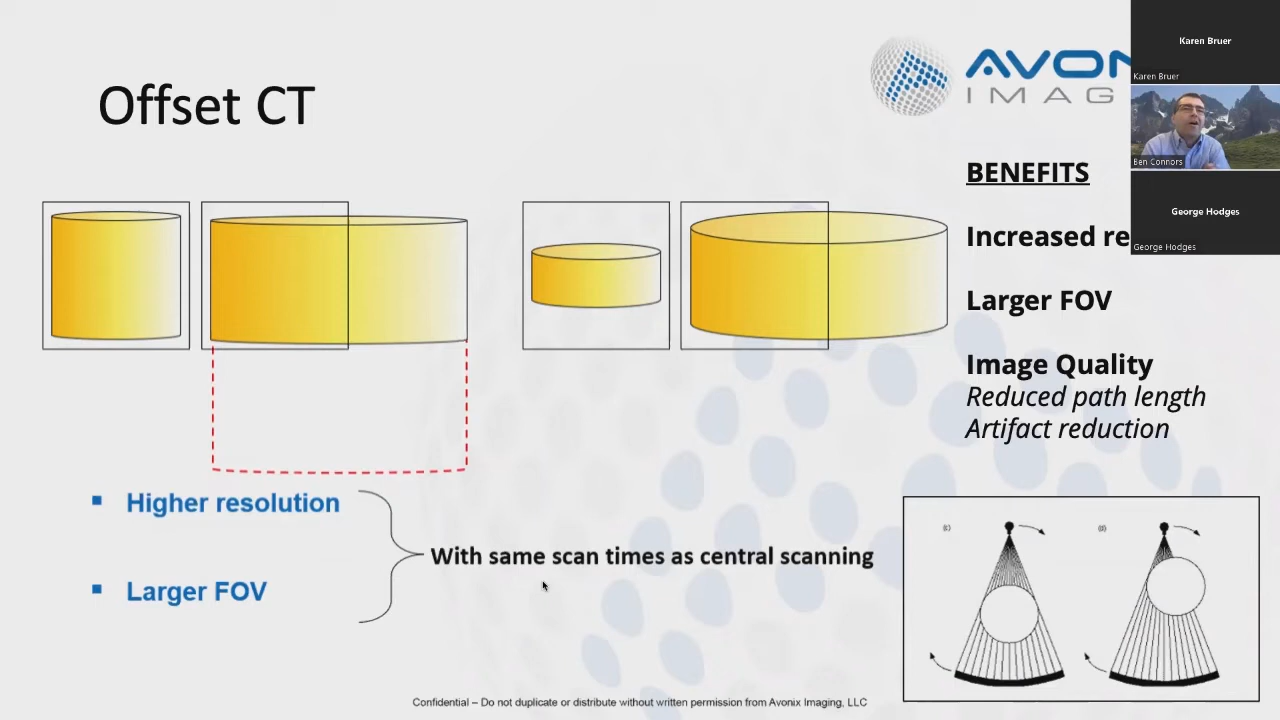 Offset CT
AVON
IMAG
Karen Bruer
Karen Bruer
Ben Connors
George Hodges
George Hodges
BENEFITS
Increased re
Larger FOV
Image Quality
Reduced path length
Artifact reduction
▪ Higher resolution
▪ Larger FOV
With same scan times as central scanning
(c)
(d)
Confidential – Do not duplicate or distribute without written permission from Avonix Imaging, LLC